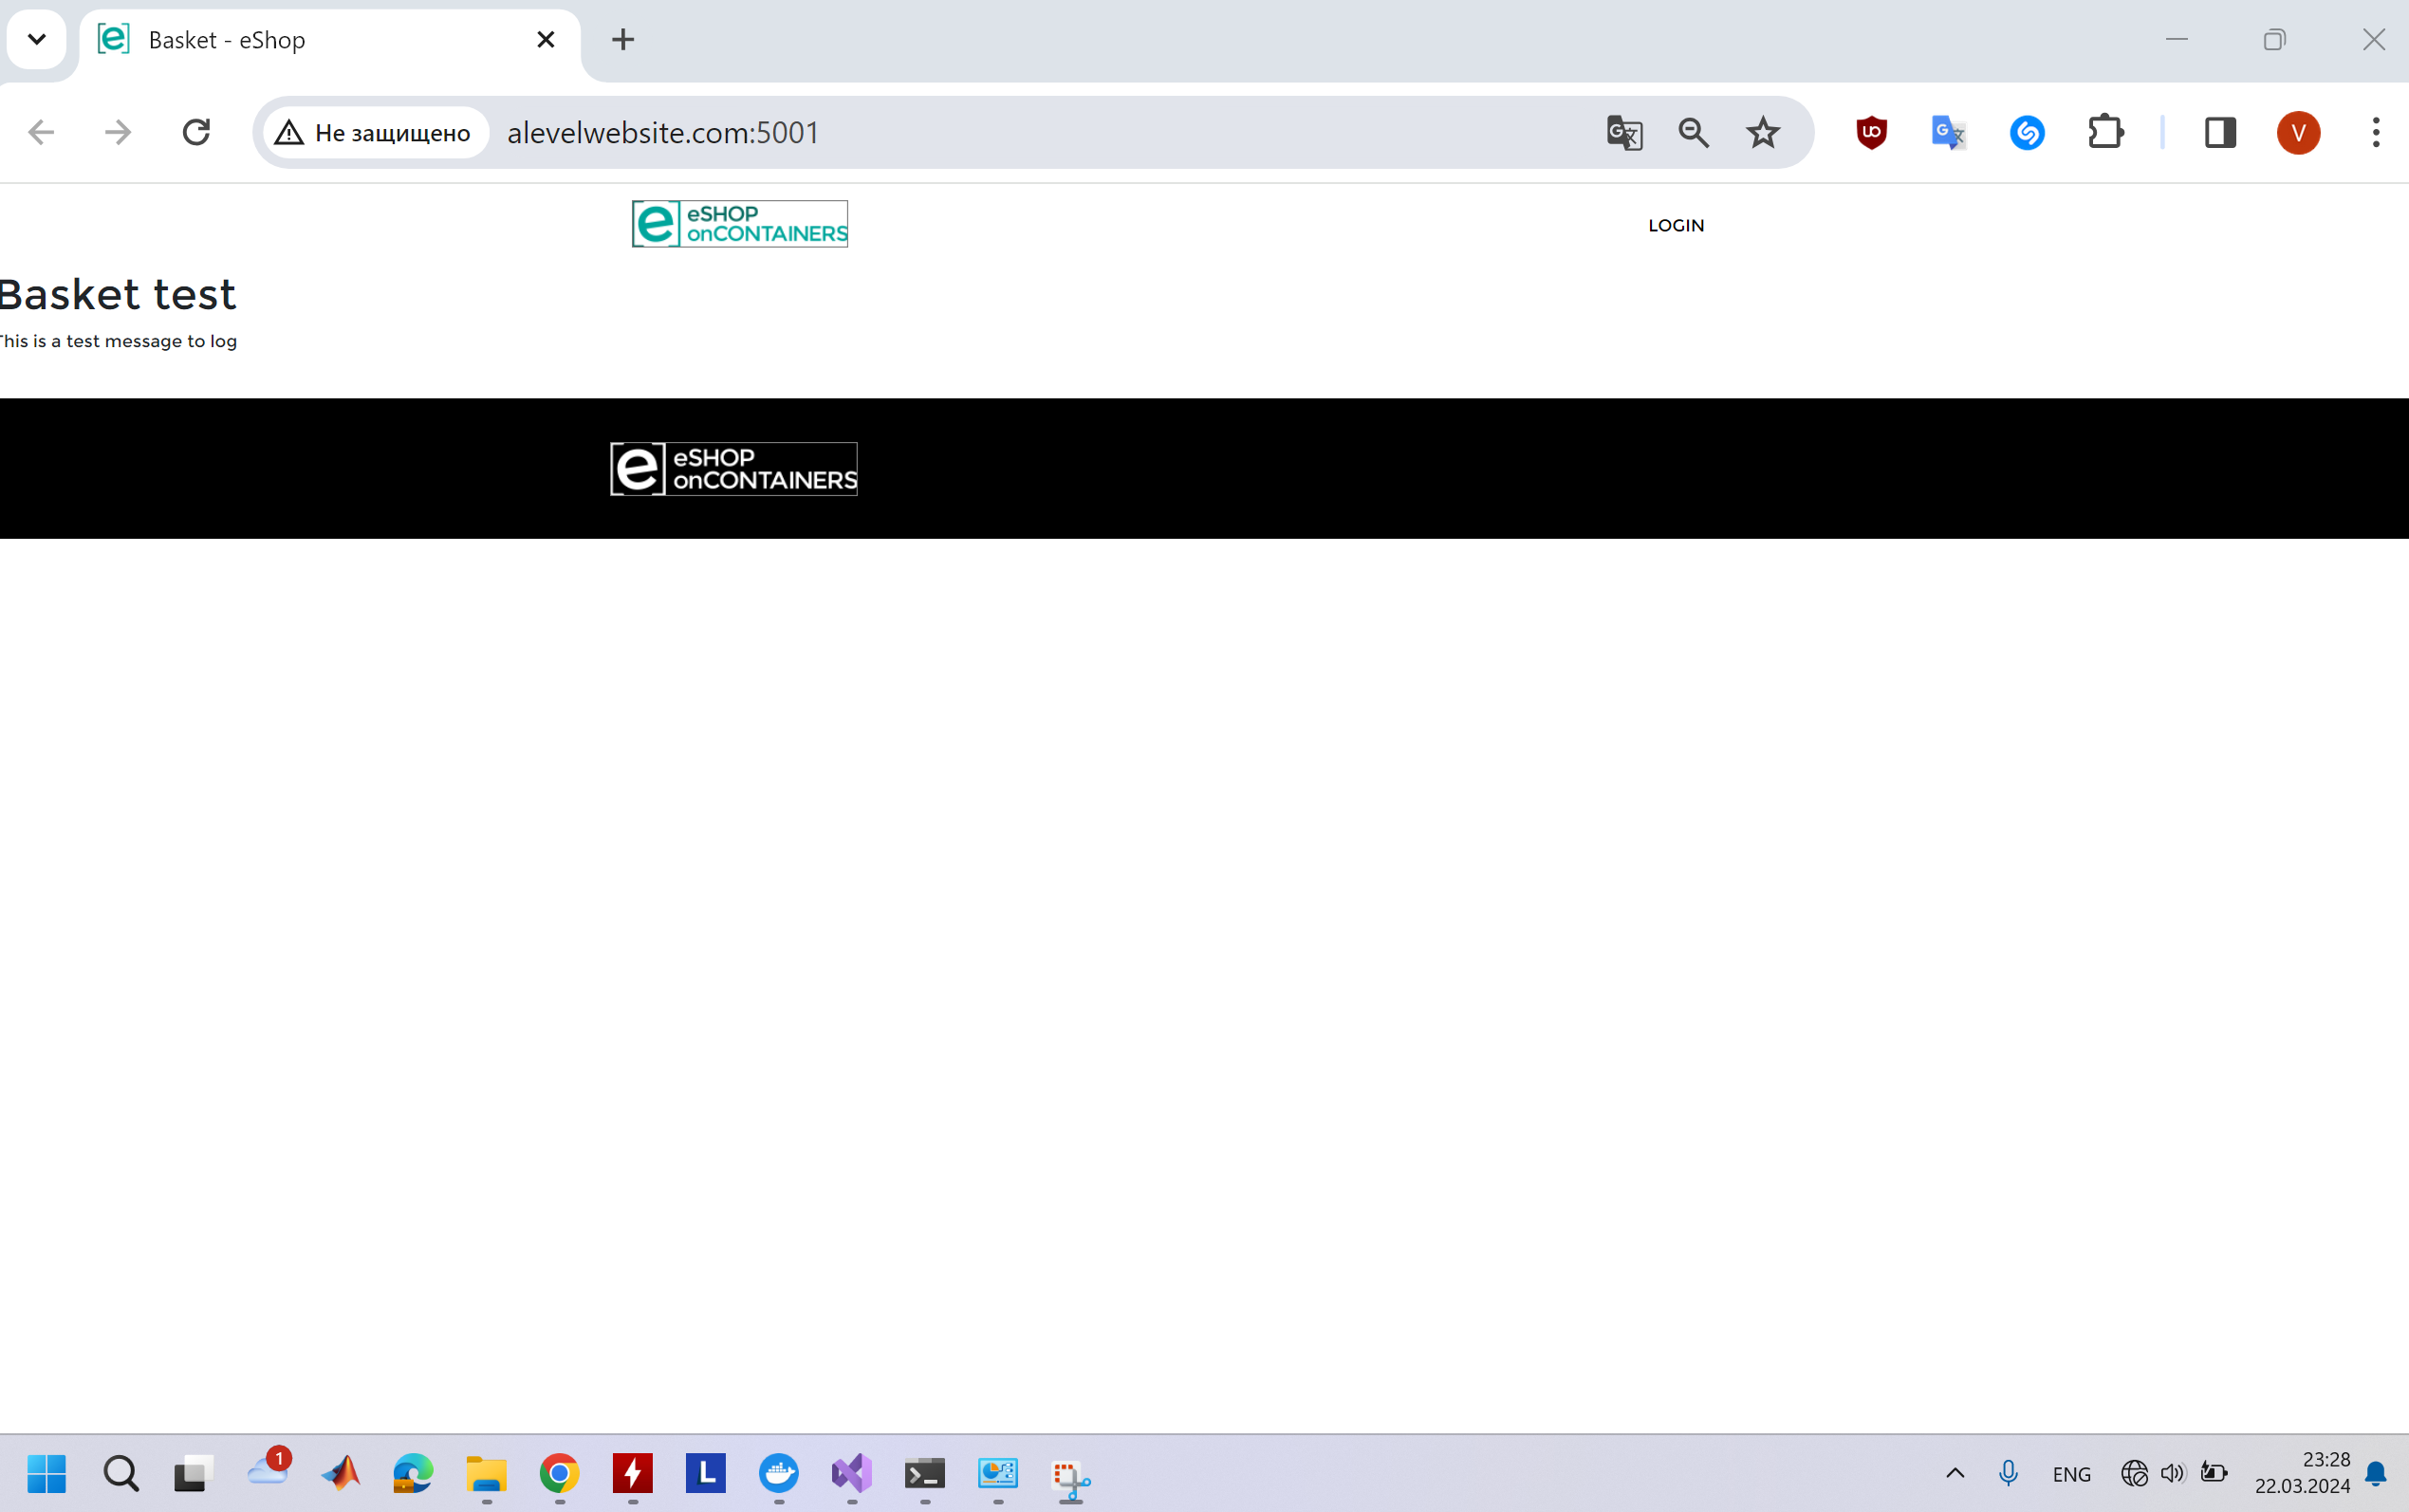 Basket - eShop
Не защищено
alevelwebsite.com:5001
V
e eSHOP
onCONTAINERS
LOGIN
Basket test
This is a test message to log
e eSHOP
onCONTAINERS
1
L
ENG
23:28
22.03.2024